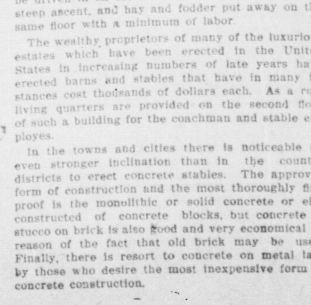 steep ascent, and hay and fodder put away on th
same floor with a minimum of labor.
The wealthy proprietors of many of the luxurio
estates which have been erected in the Unit
States in increasing numbers of late years ha
erected barns and stables that have in many
stances cost thousands of dollars each. As a r
living quarters are provided on the second flo
of such a building for the coachman and stable e
ployes.
In the towns and cities there is noticeable
even stronger inclination than in the count
districts to erect concrete stables. The approv
form of construction and the most thoroughly fi
proof is the monolithic or solid concrete or el
constructed of concrete blocks, but concrete
stucco on brick is also good and very economical
reason of the fact that old brick may be use
Finally, there is resort to concrete on metal la
by those who desire the most inexpensive form
concrete construction.